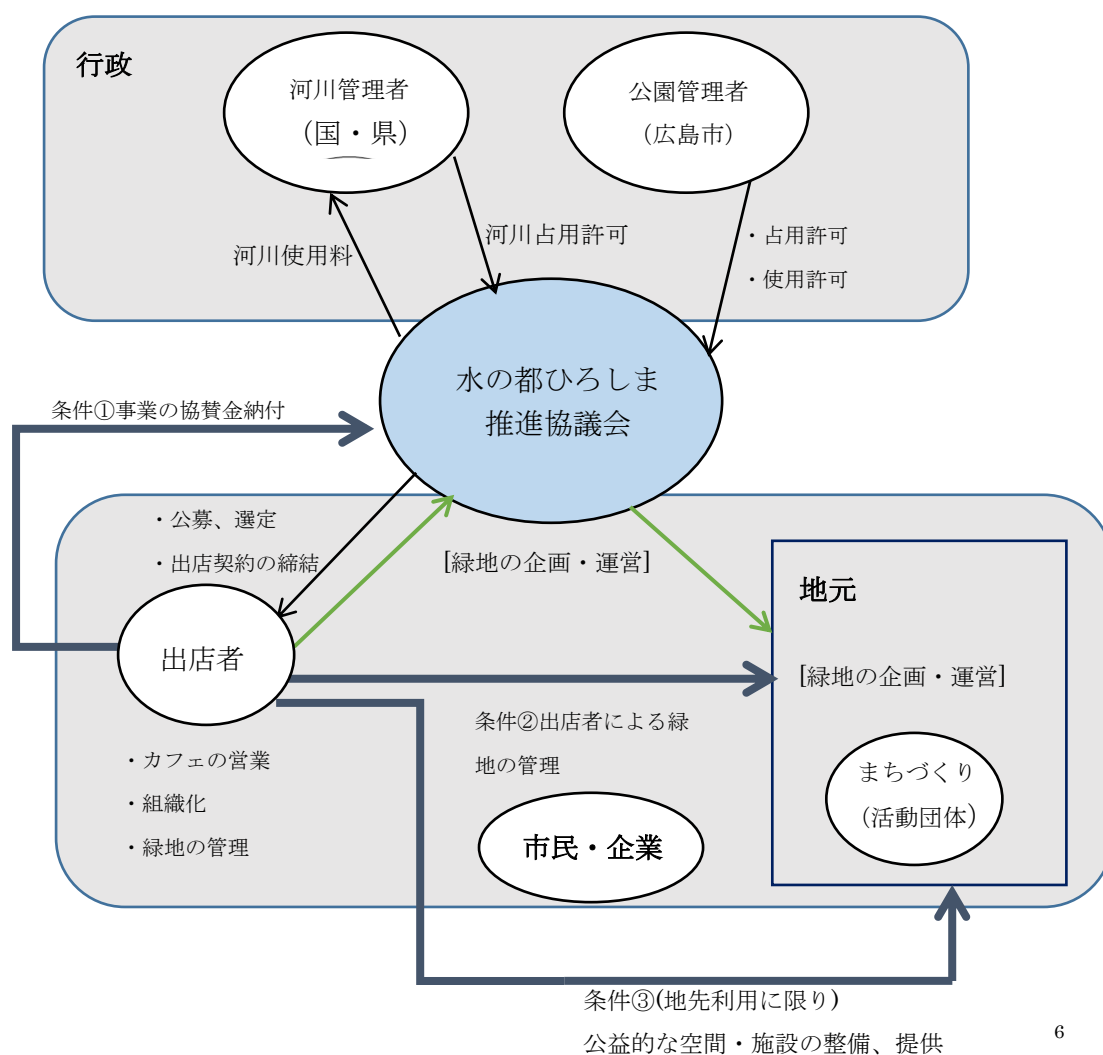 行政
河川管理者
（国・県）
公園管理者
（広島市）
河川使用料
河川占用許可
・占用許可
・使用許可
水の都ひろしま
推進協議会
条件①事業の協賛金納付
・公募、選定
・出店契約の締結
[緑地の企画・運営]
地元
出店者
[緑地の企画・運営]
条件②出店者による緑
地の管理
・カフェの営業
・組織化
・緑地の管理
まちづくり
（活動団体）
市民・企業
条件③(地先利用に限り)
公益的な空間・施設の整備、提供
6